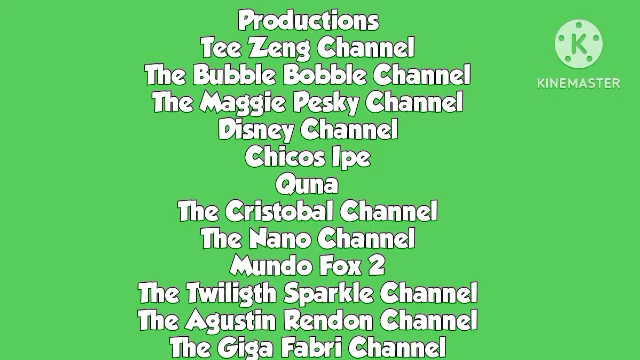 Productions
Tee Zeng Channel
The Bubble Bobble Channel
The Maggie Pesky Channel
Disney Channel
Chicos Ipe
Quna
The Cristobal Channel
The Nano Channel
Mundo Fox 2
The Twiligth Sparkle Channel
The Agustin Rendon Channel
The Giga Fabri Channel
K
KINEMASTER